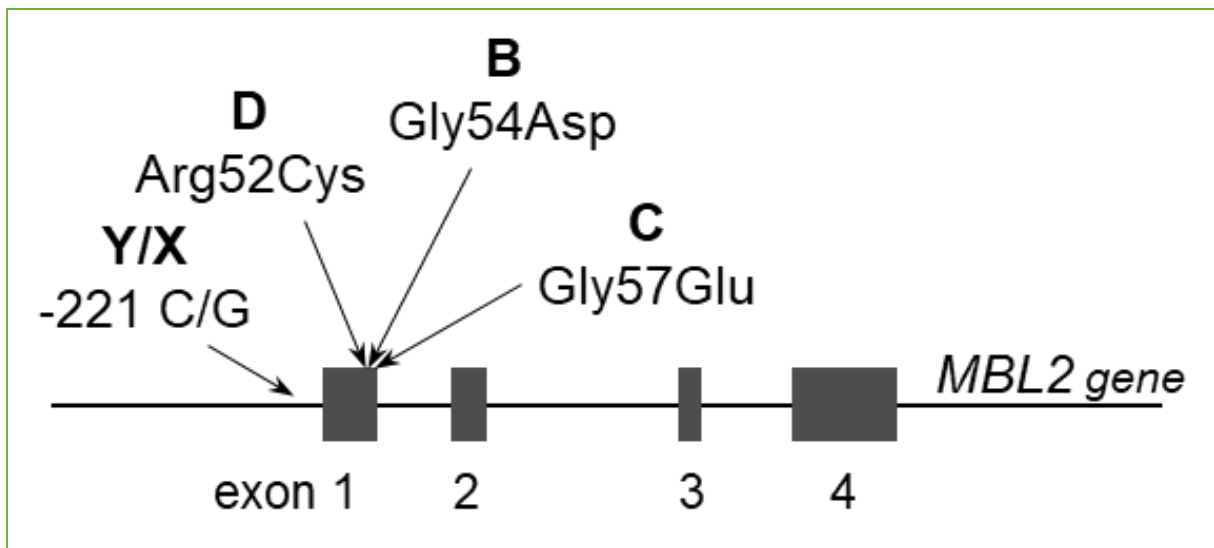 B
Gly54Asp
D
Arg52Cys
C
Gly57Glu
Y/X
-221 C/G
MBL2 gene
exon 1 2 3 4